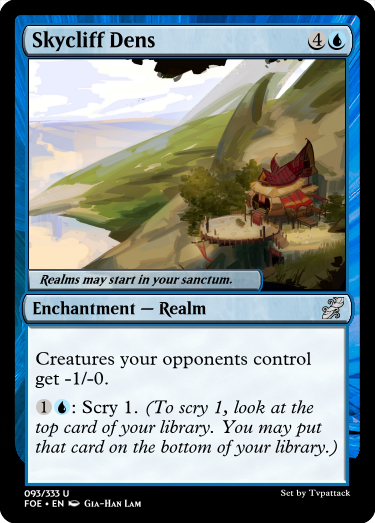 Skycliff Dens 4
Realms may start in your sanctum.
Enchantment — Realm
Creatures your opponents control
get -1/-0.
1 : Scry 1. (To scry 1, look at the
top card of your library. You may put
that card on the bottom of your library.)
093/333 U
FOE • EN Gia-Han Lam
Set by Tvpattack